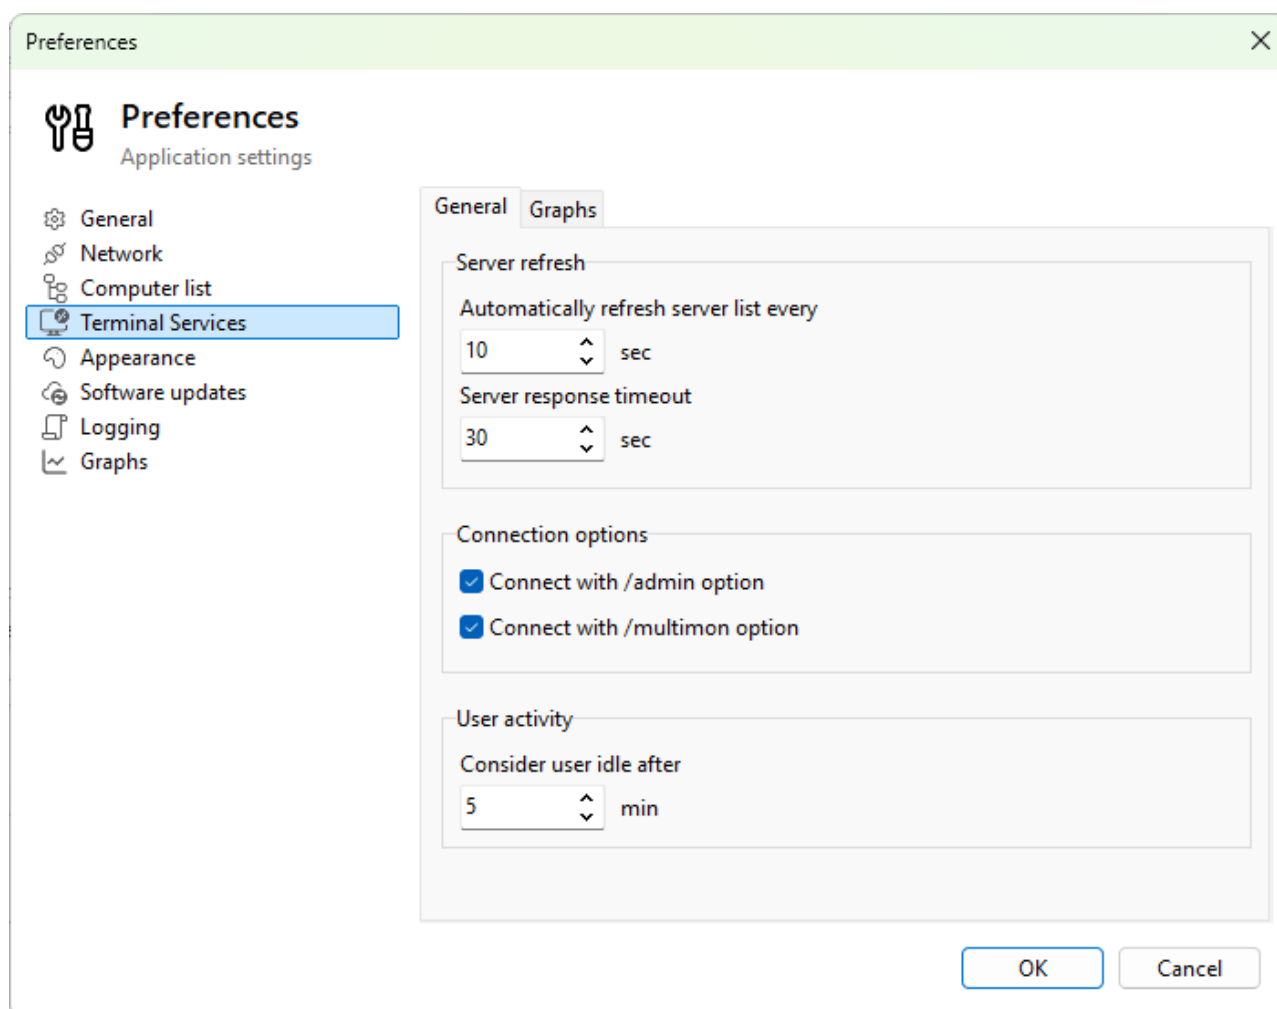 Preferences
Preferences
Application settings
General
Network
Computer list
Terminal Services
Appearance
Software updates
Logging
Graphs
General Graphs
Server refresh
Automatically refresh server list every
10 sec
Server response timeout
30 sec
Connection options
Connect with /admin option
Connect with /multimon option
User activity
Consider user idle after
5 min
OK Cancel